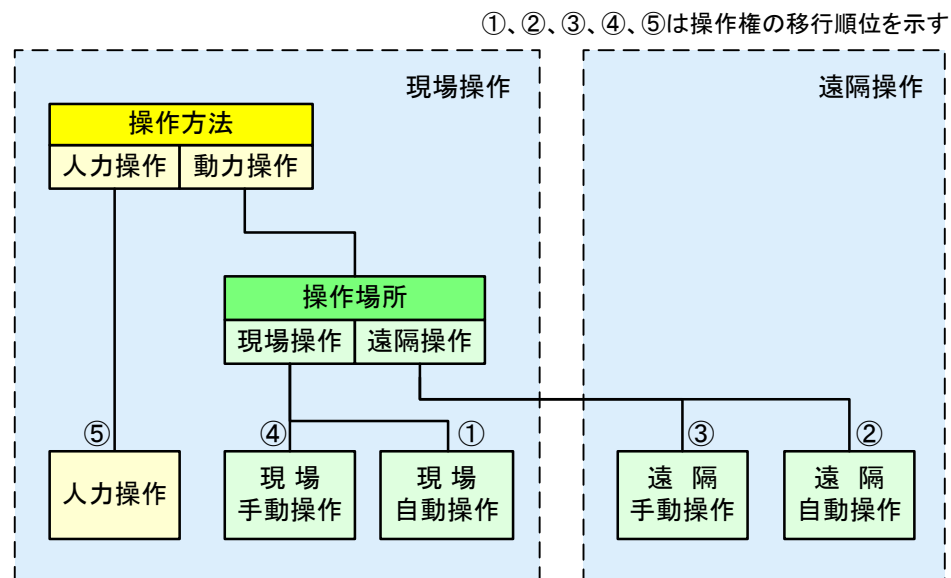 ①、②、③、④、⑤は操作権の移行順位を示す
現場操作
遠隔操作
操作方法
人力操作
動力操作
操作場所
現場操作
遠隔操作
⑤
④
①
③
②
人力操作
現 場
手動操作
現 場
自動操作
遠 隔
手動操作
遠 隔
自動操作